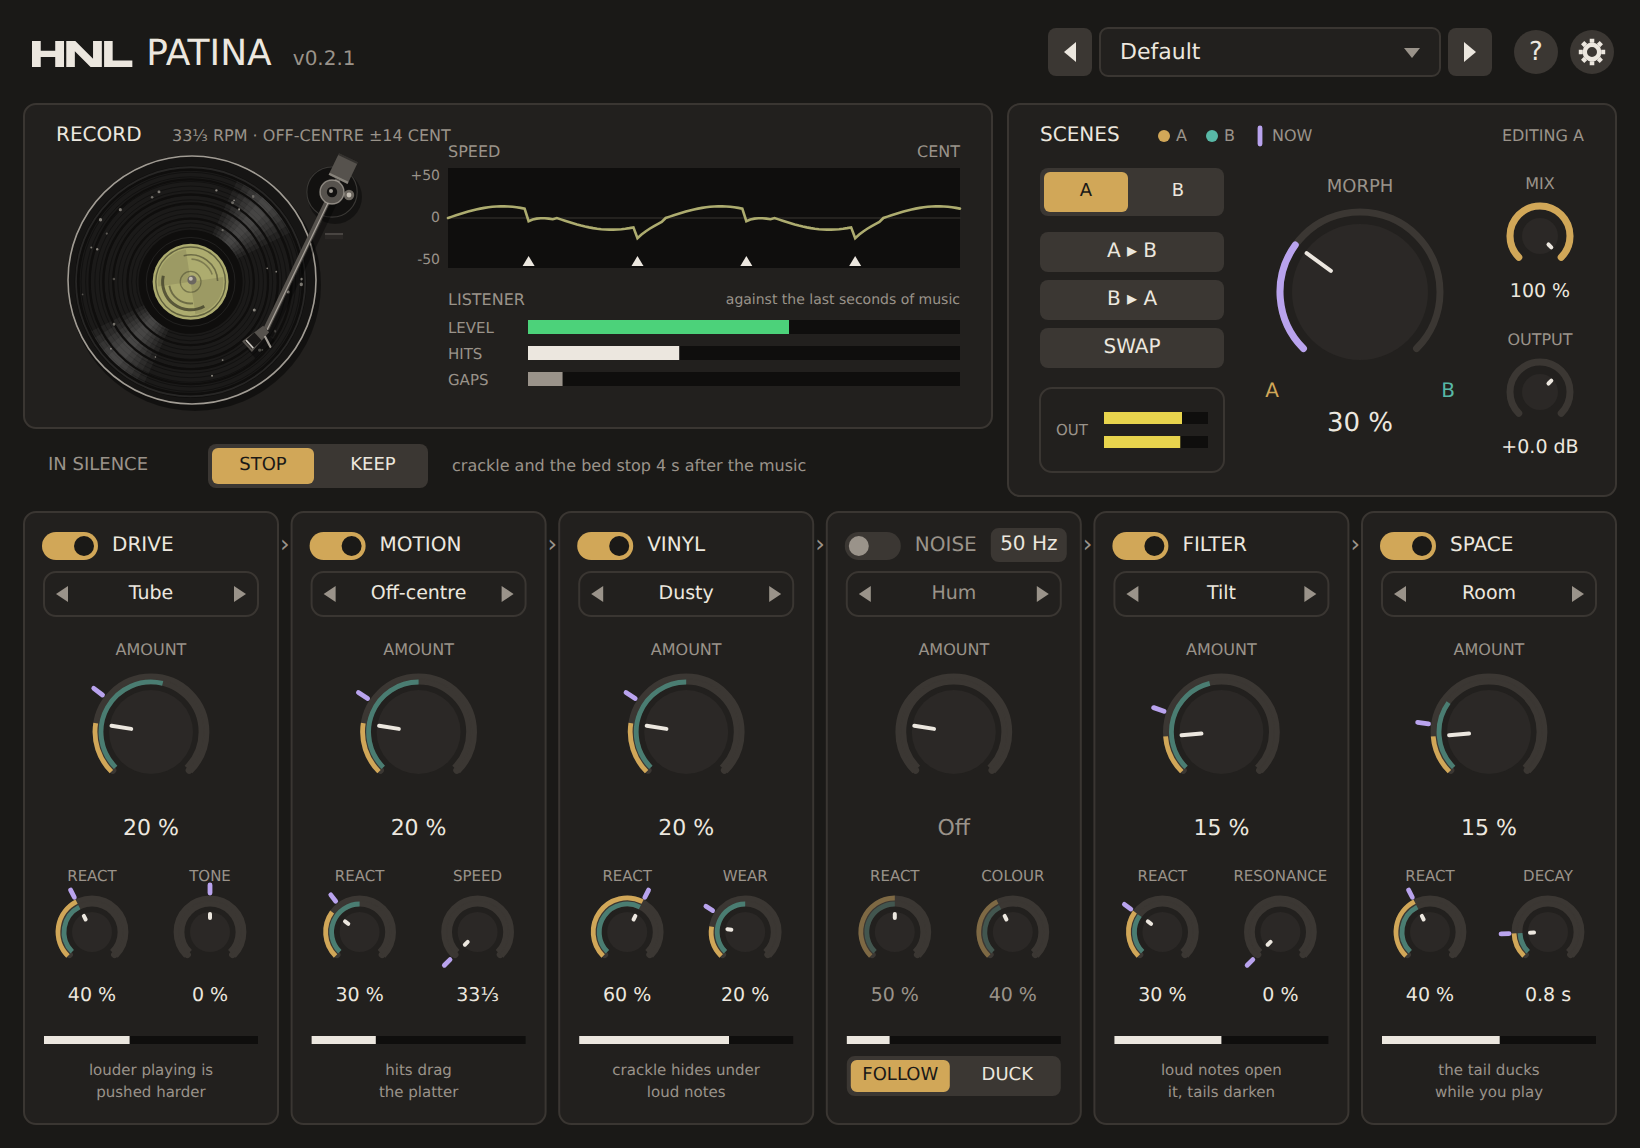 HNL PATINA v0.2.1
Default
?
RECORD 33⅓ RPM · OFF-CENTRE ±14 CENT
SPEED CENT
+50
0
-50
LISTENER against the last seconds of music
LEVEL
HITS
GAPS
IN SILENCE STOP KEEP crackle and the bed stop 4 s after the music
SCENES A B NOW EDITING A
A B
A ▸ B
B ▸ A
SWAP
OUT
MORPH
A B
30 %
MIX
100 %
OUTPUT
+0.0 dB
DRIVE
Tube
AMOUNT
20 %
REACT TONE
40 % 0 %
louder playing is
pushed harder
›
MOTION
Off-centre
AMOUNT
20 %
REACT SPEED
30 % 33⅓
hits drag
the platter
›
VINYL
Dusty
AMOUNT
20 %
REACT WEAR
60 % 20 %
crackle hides under
loud notes
›
NOISE 50 Hz
Hum
AMOUNT
Off
REACT COLOUR
50 % 40 %
FOLLOW DUCK
›
FILTER
Tilt
AMOUNT
15 %
REACT RESONANCE
30 % 0 %
loud notes open
it, tails darken
›
SPACE
Room
AMOUNT
15 %
REACT DECAY
40 % 0.8 s
the tail ducks
while you play